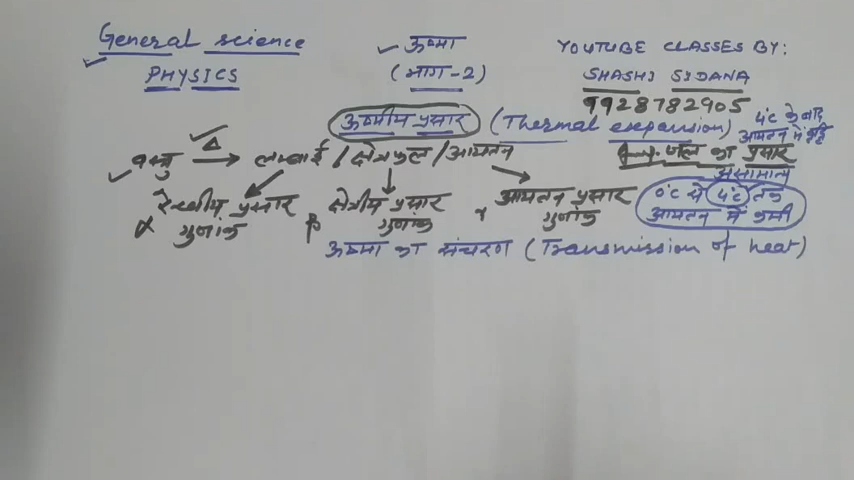 General science
PHYSICS
ऊष्मा
(भाग-2)
YOUTUBE CLASSES BY:
SHASHI SIDANA
9928782905
ऊष्मीय प्रसार (Thermal expansion)
4°C के बाद
आयतन में वृद्धि
वस्तु Δ → लम्बाई / क्षेत्रफल / आयतन
जल का प्रसार
असामान्य
0°C से 4°C तक
आयतन में कमी
रेखीय प्रसार गुणांक α
क्षेत्रीय प्रसार गुणांक β
आयतन प्रसार गुणांक γ
ऊष्मा का संचरण (Transmission of heat)